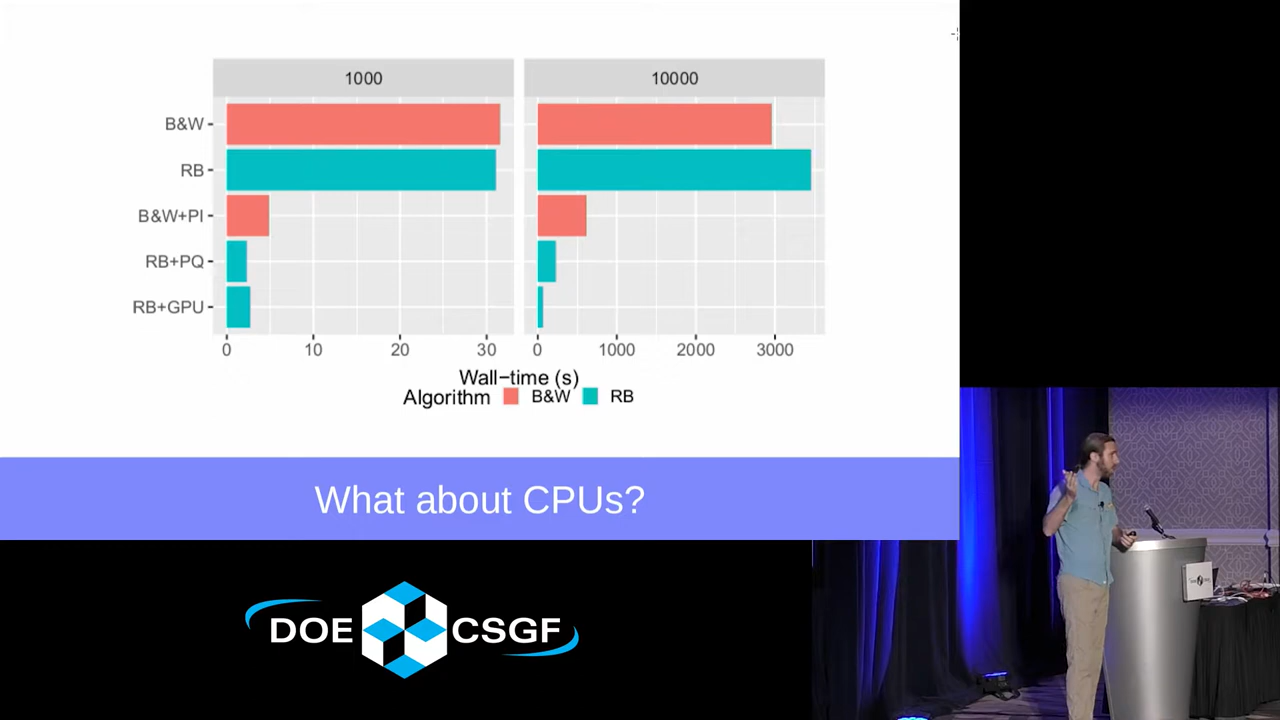 1000 10000
B&W
RB
B&W+PI
RB+PQ
RB+GPU
0 10 20 30 0 1000 2000 3000
Wall−time (s)
Algorithm B&W RB
What about CPUs?
DOE CSGF